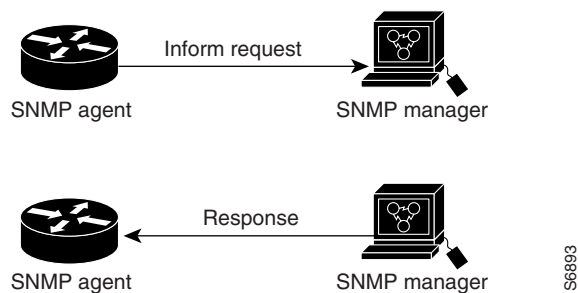 Inform request
SNMP agent
SNMP manager
Response
SNMP agent
SNMP manager
S6893